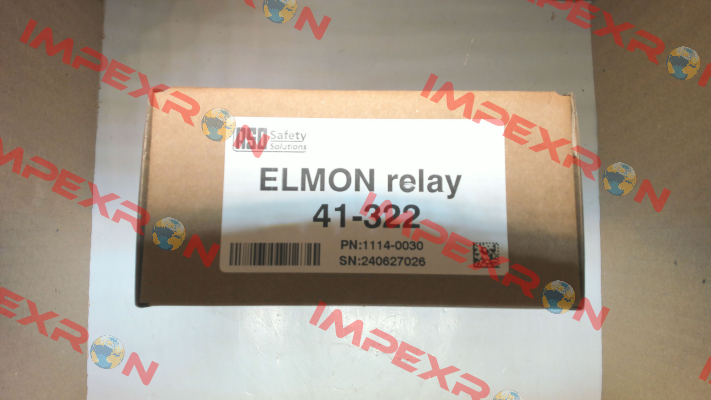 ASO Safety
Solutions
ELMON relay
41-322
PN:1114-0030
SN:240627026
IMPEXRON
IMPEXRON
IMPEXRON
IMPEXRON
IMPEXRON
IMPEXRON
IMPEXRON